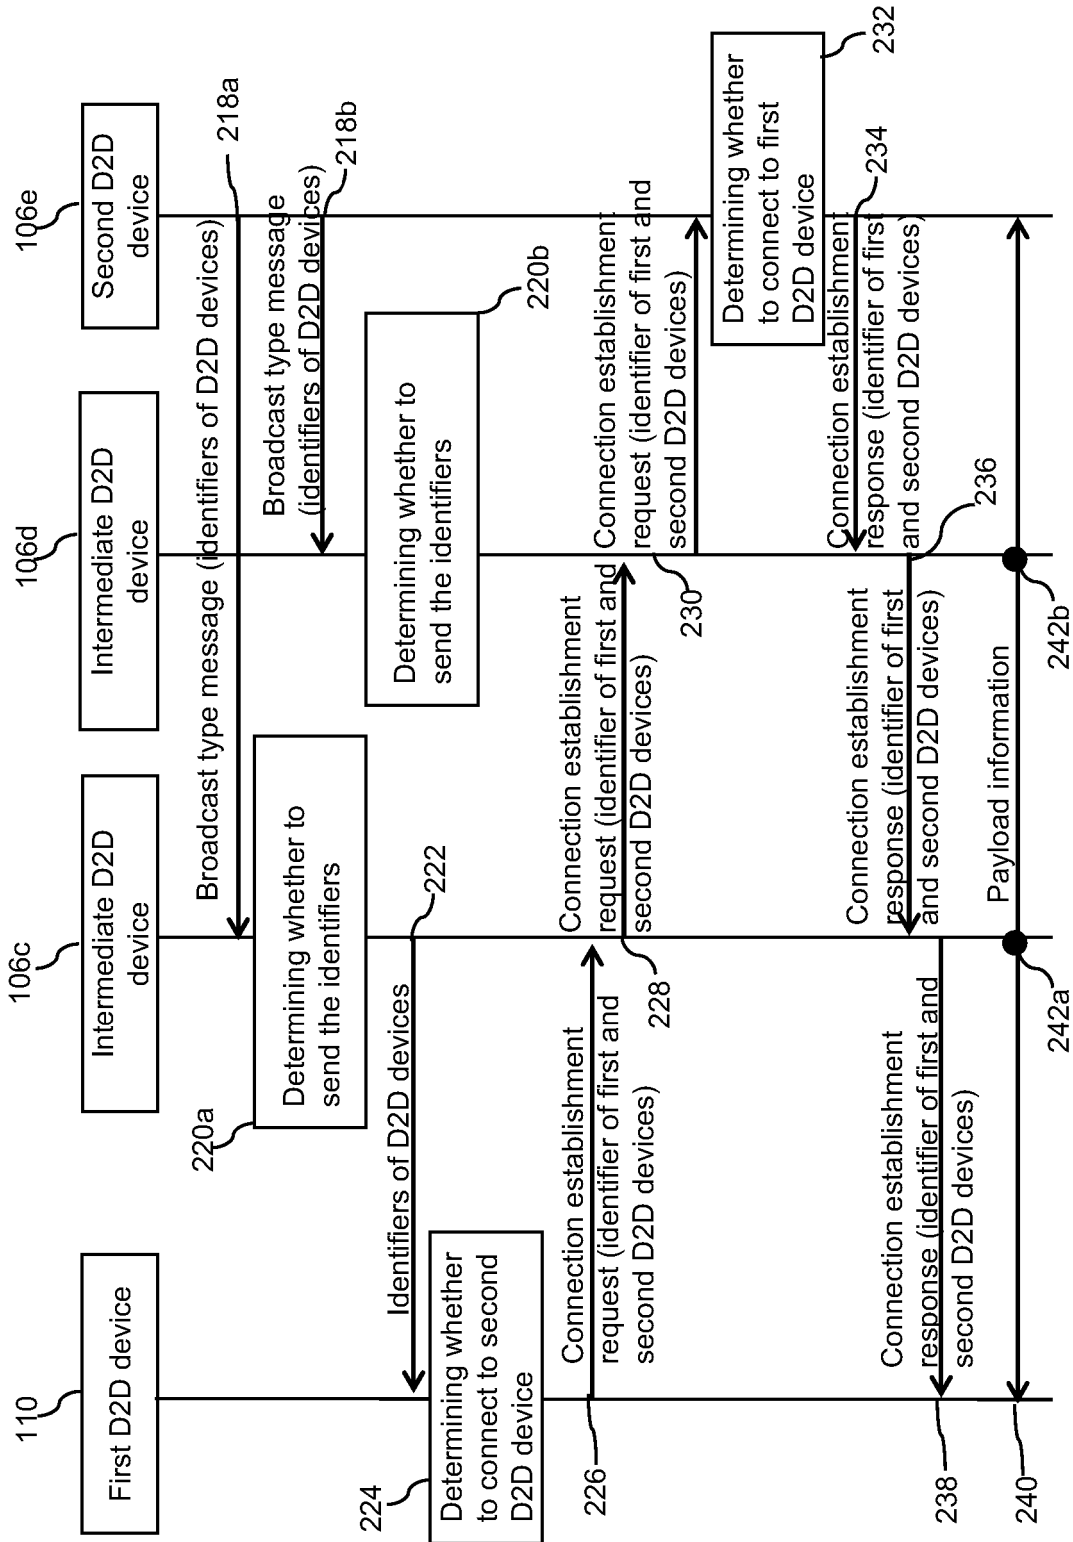 110
First D2D device
106c
Intermediate D2D
device
106d
Intermediate D2D
device
106e
Second D2D
device
Broadcast type message (identifiers of D2D devices)
218a
220a
Determining whether to
send the identifiers
Broadcast type message
(identifiers of D2D devices)
218b
Determining whether to
send the identifiers
220b
Identifiers of D2D devices
222
224
Determining whether
to connect to second
D2D device
226
Connection establishment
request (identifier of first and
second D2D devices)
228
Connection establishment
request (identifier of first and
second D2D devices)
230
Connection establishment
request (identifier of first and
second D2D devices)
Determining whether
to connect to first
D2D device
232
Connection establishment
response (identifier of first
and second D2D devices)
234
Connection establishment
response (identifier of first
and second D2D devices)
236
Connection establishment
response (identifier of first and
second D2D devices)
238
240
Payload information
242a
242b